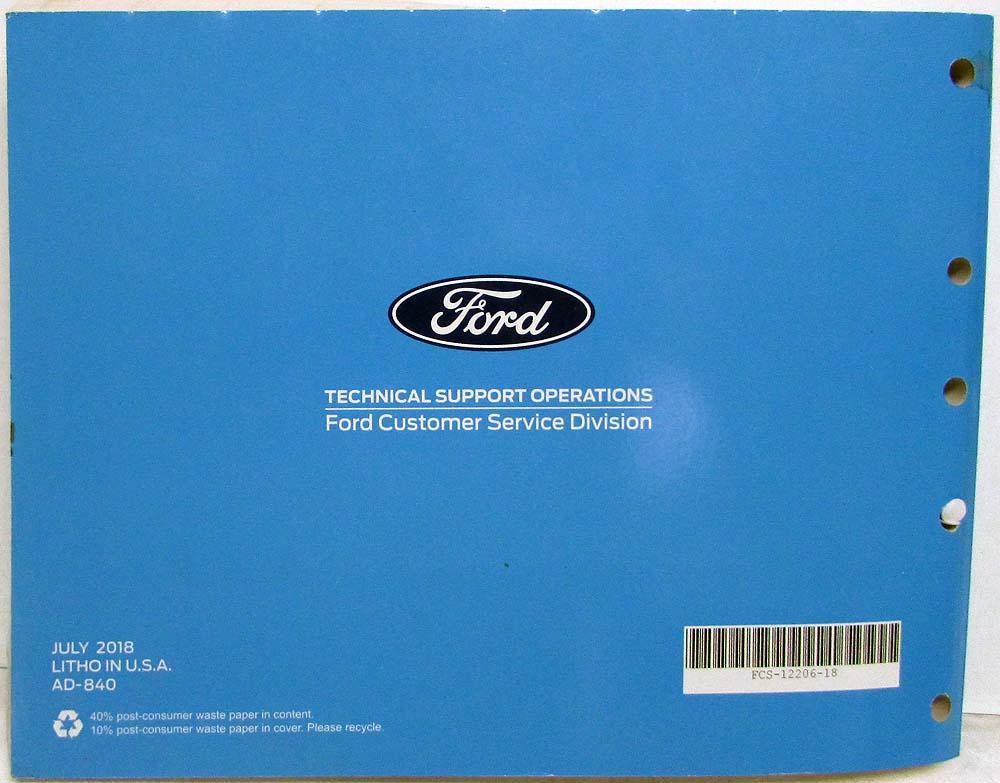 Ford
TECHNICAL SUPPORT OPERATIONS
Ford Customer Service Division
JULY 2018
LITHO IN U.S.A.
AD-840
40% post-consumer waste paper in content.
10% post-consumer waste paper in cover. Please recycle.
FCS-12206-18